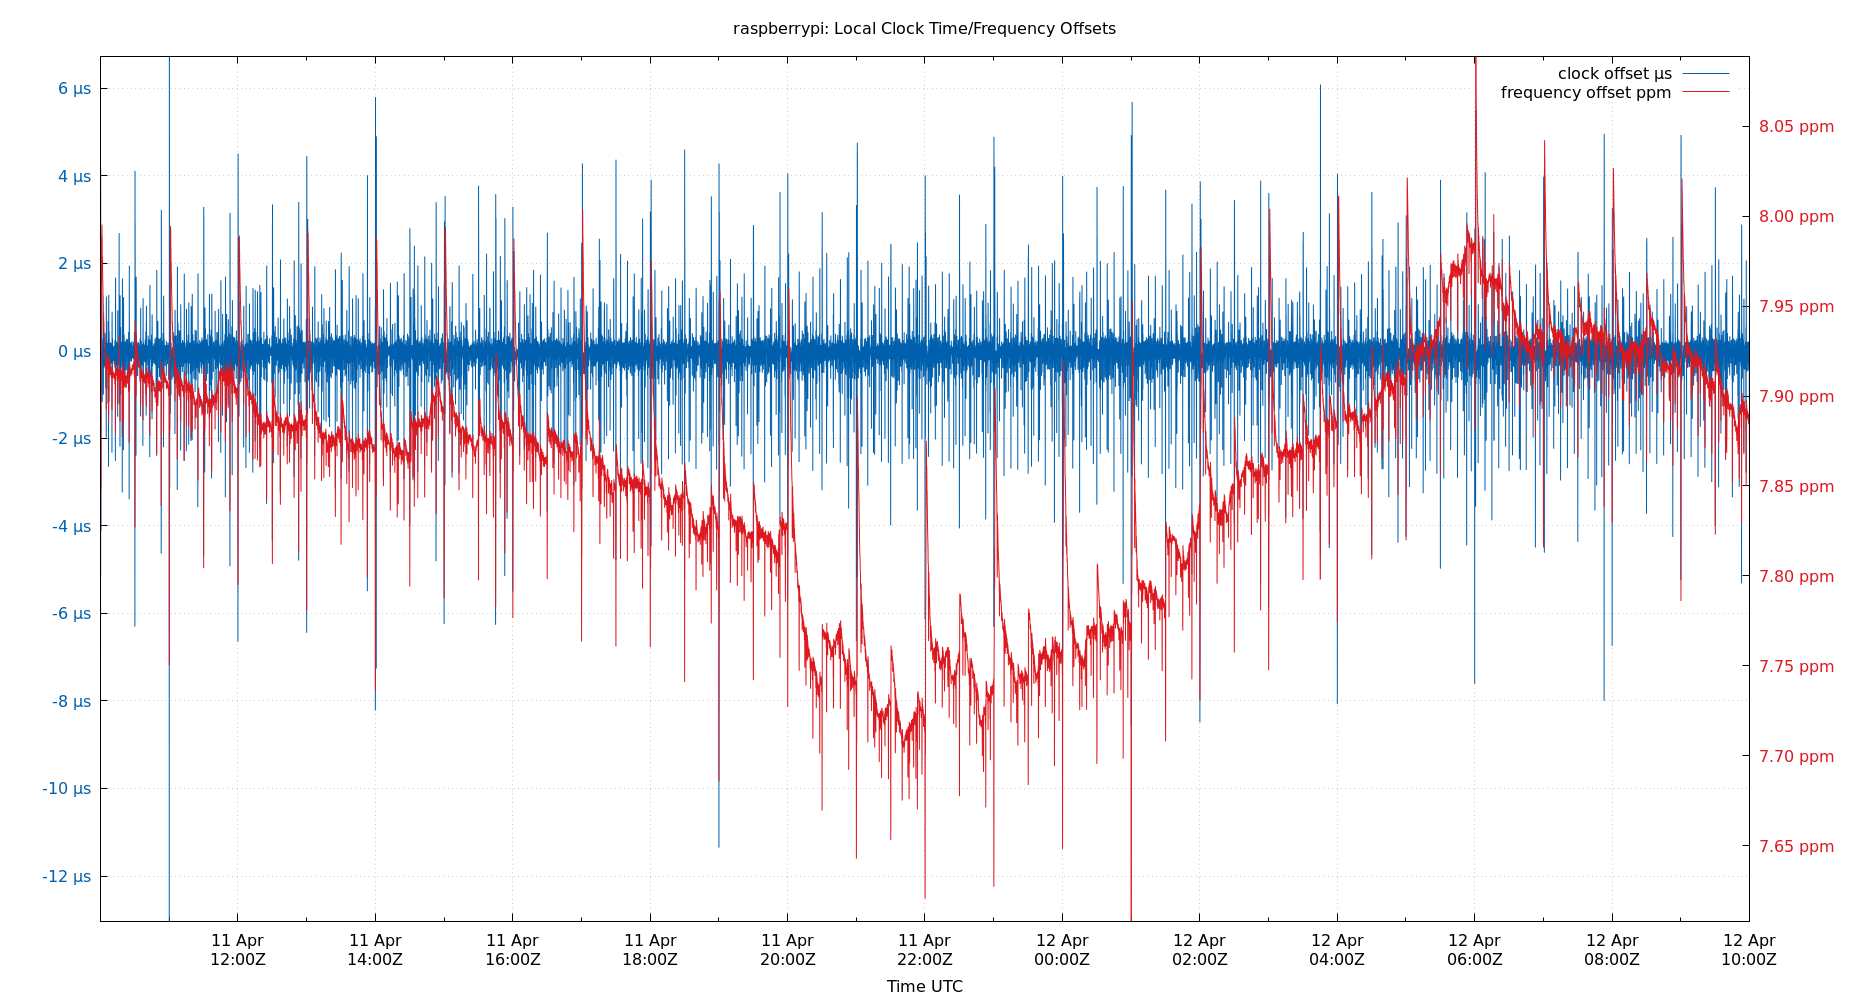 raspberrypi: Local Clock Time/Frequency Offsets
clock offset µs
frequency offset ppm
6 µs
4 µs
2 µs
0 µs
-2 µs
-4 µs
-6 µs
-8 µs
-10 µs
-12 µs
8.05 ppm
8.00 ppm
7.95 ppm
7.90 ppm
7.85 ppm
7.80 ppm
7.75 ppm
7.70 ppm
7.65 ppm
11 Apr 11 Apr 11 Apr 11 Apr 11 Apr 11 Apr 12 Apr 12 Apr 12 Apr 12 Apr 12 Apr 12 Apr
12:00Z 14:00Z 16:00Z 18:00Z 20:00Z 22:00Z 00:00Z 02:00Z 04:00Z 06:00Z 08:00Z 10:00Z
Time UTC